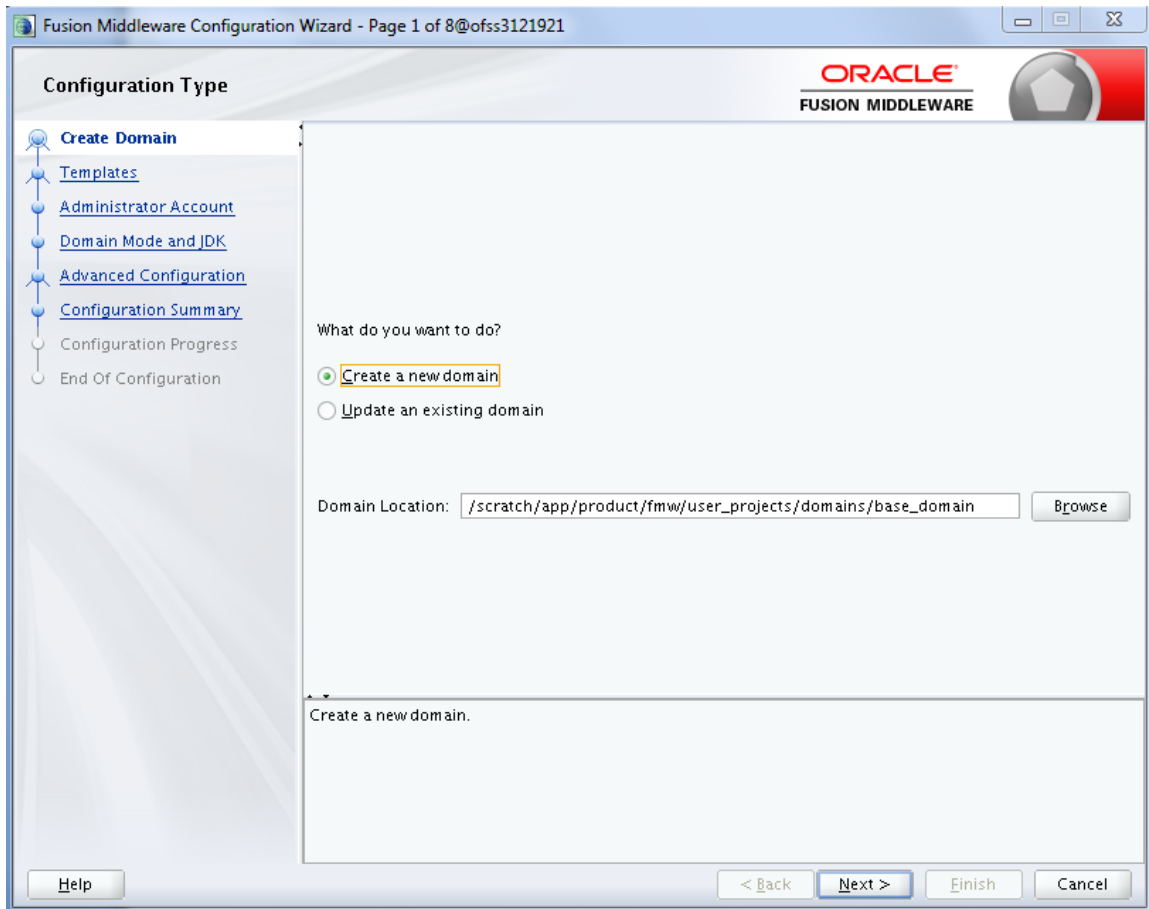 Fusion Middleware Configuration Wizard - Page 1 of 8@ofss3121921
Configuration Type
ORACLE
FUSION MIDDLEWARE
Create Domain
Templates
Administrator Account
Domain Mode and JDK
Advanced Configuration
Configuration Summary
Configuration Progress
End Of Configuration
What do you want to do?
Create a new domain
Update an existing domain
Domain Location: /scratch/app/product/fmw/user_projects/domains/base_domain Browse
Create a new domain.
Help < Back Next > Finish Cancel